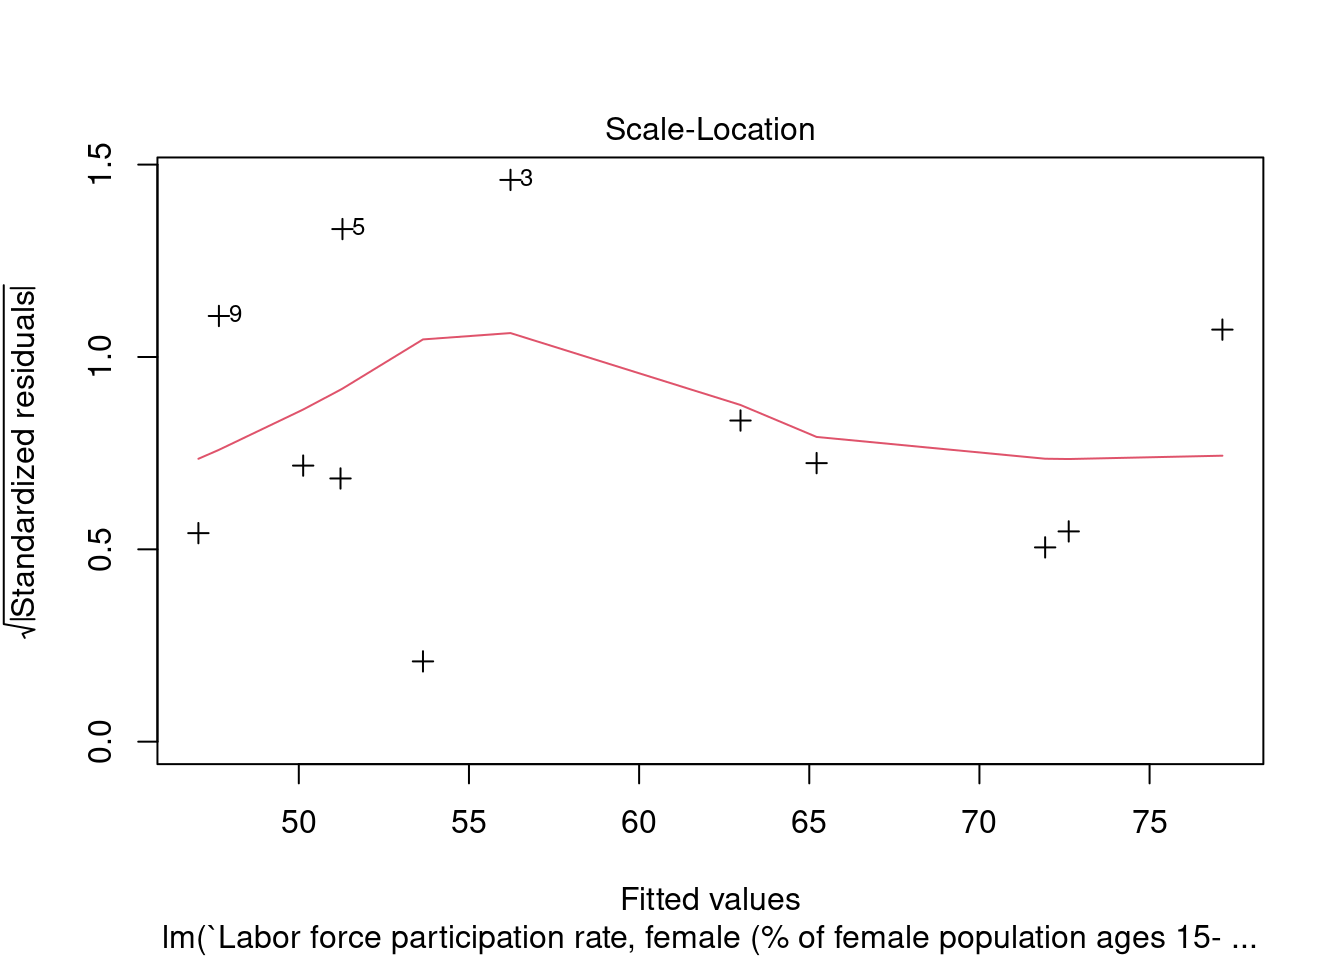 Scale-Location
√|Standardized residuals|
1.5
1.0
0.5
0.0
3
5
9
50 55 60 65 70 75
Fitted values
lm(`Labor force participation rate, female (% of female population ages 15- ...